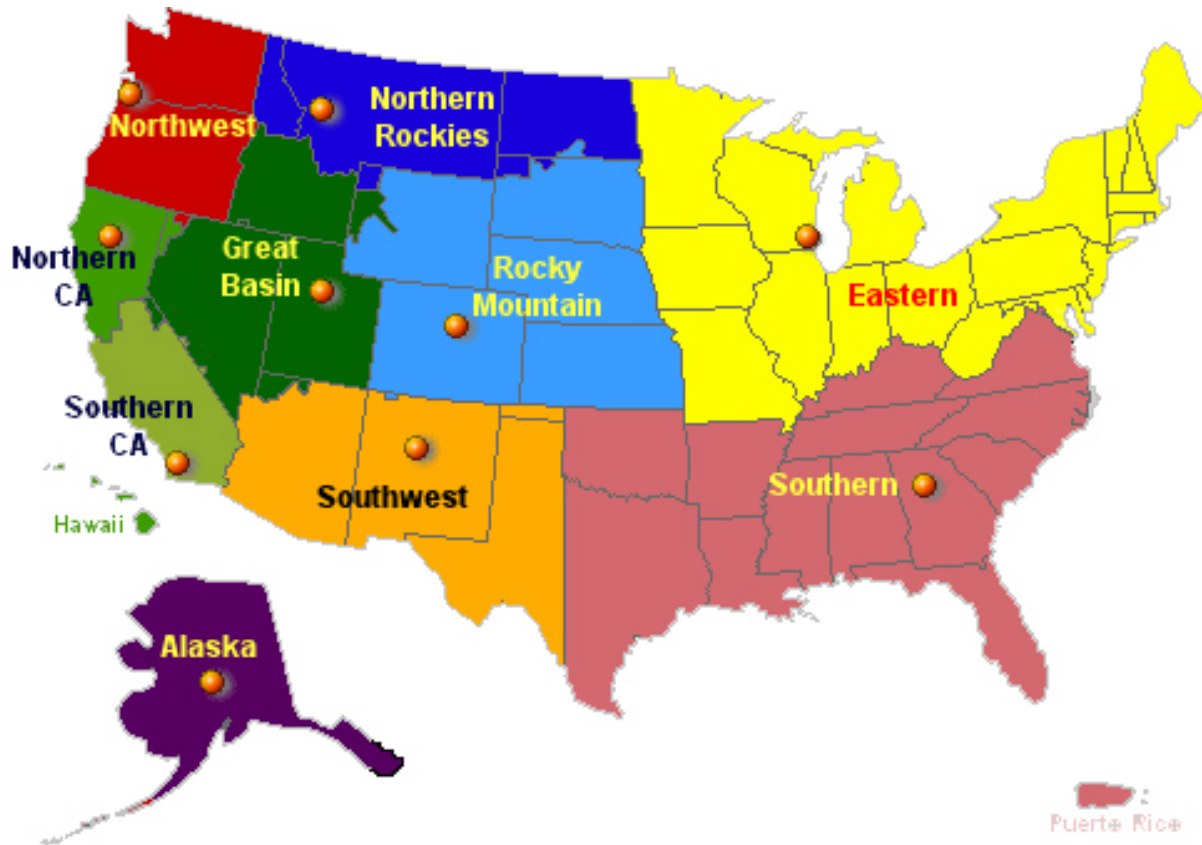 Northern
Rockies
Northwest
Great
Basin
Northern
CA
Rocky
Mountain
Eastern
Southern
CA
Southwest
Southern
Hawaii
Alaska
Puerto Rico